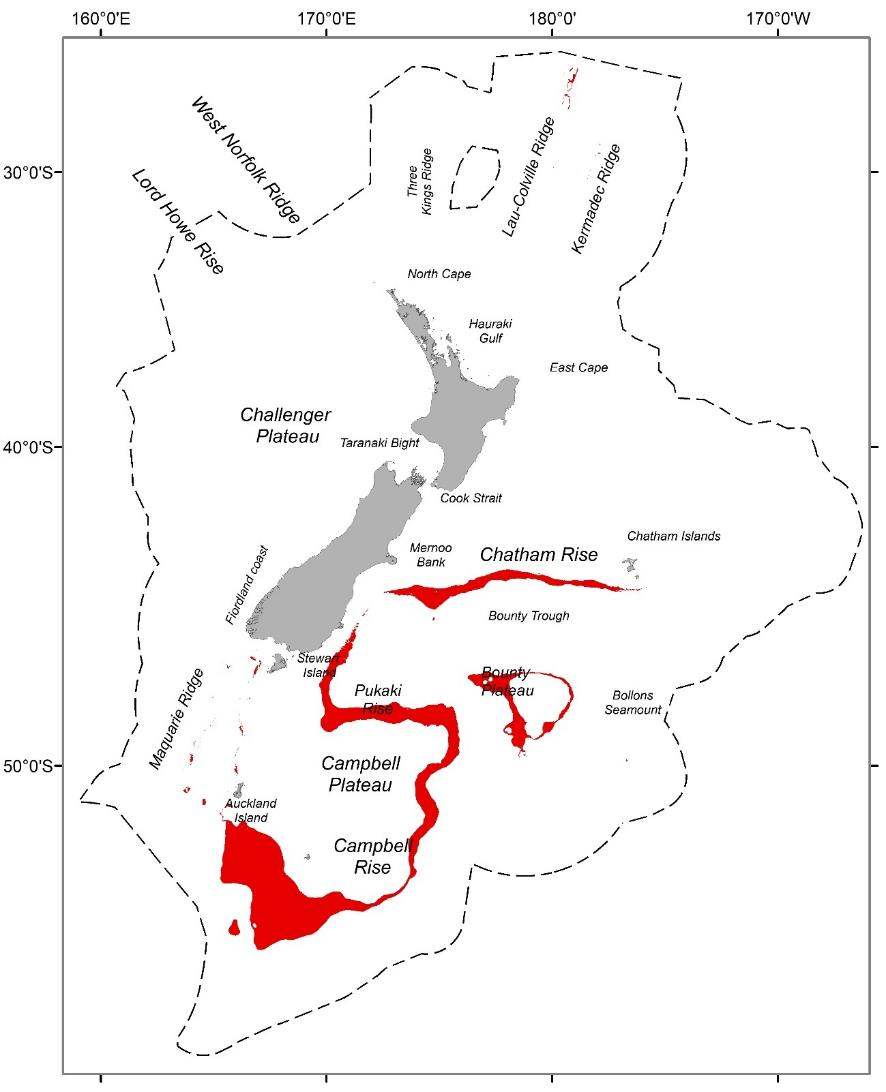 160°0'E
170°0'E
180°0'
170°0'W
West Norfolk Ridge
Lord Howe Rise
30°0'S
Three
Kings Ridge
Lau-Colville Ridge
Kermadec Ridge
North Cape
Hauraki
Gulf
East Cape
Challenger
Plateau
Taranaki Bight
40°0'S
Cook Strait
Chatham Islands
Mernoo
Bank
Chatham Rise
Fiordland coast
Bounty Trough
Stewart
Island
Pukaki
Rise
Bounty
Plateau
Bollons
Seamount
Maquarie Ridge
50°0'S
Campbell
Plateau
Auckland
Island
Campbell
Rise